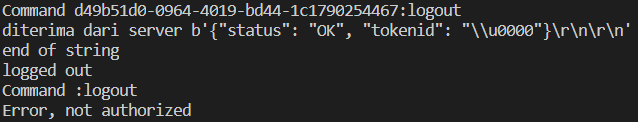 Command d49b51d0-0964-4019-bd44-1c1790254467:logout
diterima dari server b'{"status": "OK", "tokenid": "\\u0000"}\r\n\r\n'
end of string
logged out
Command :logout
Error, not authorized